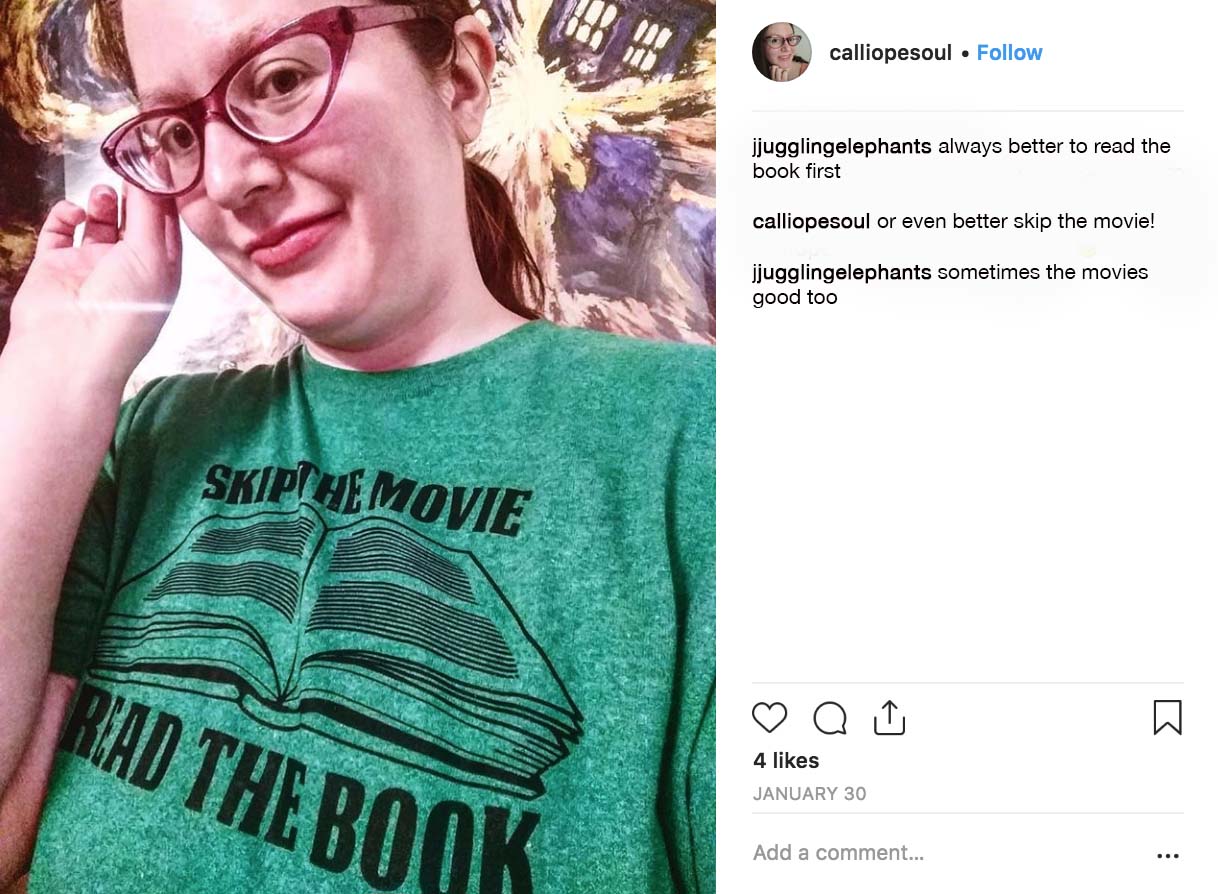 SKIP THE MOVIE
READ THE BOOK
calliopesoul • Follow
jjugglingelephants always better to read the
book first
calliopesoul or even better skip the movie!
jjugglingelephants sometimes the movies
good too
4 likes
JANUARY 30
Add a comment...